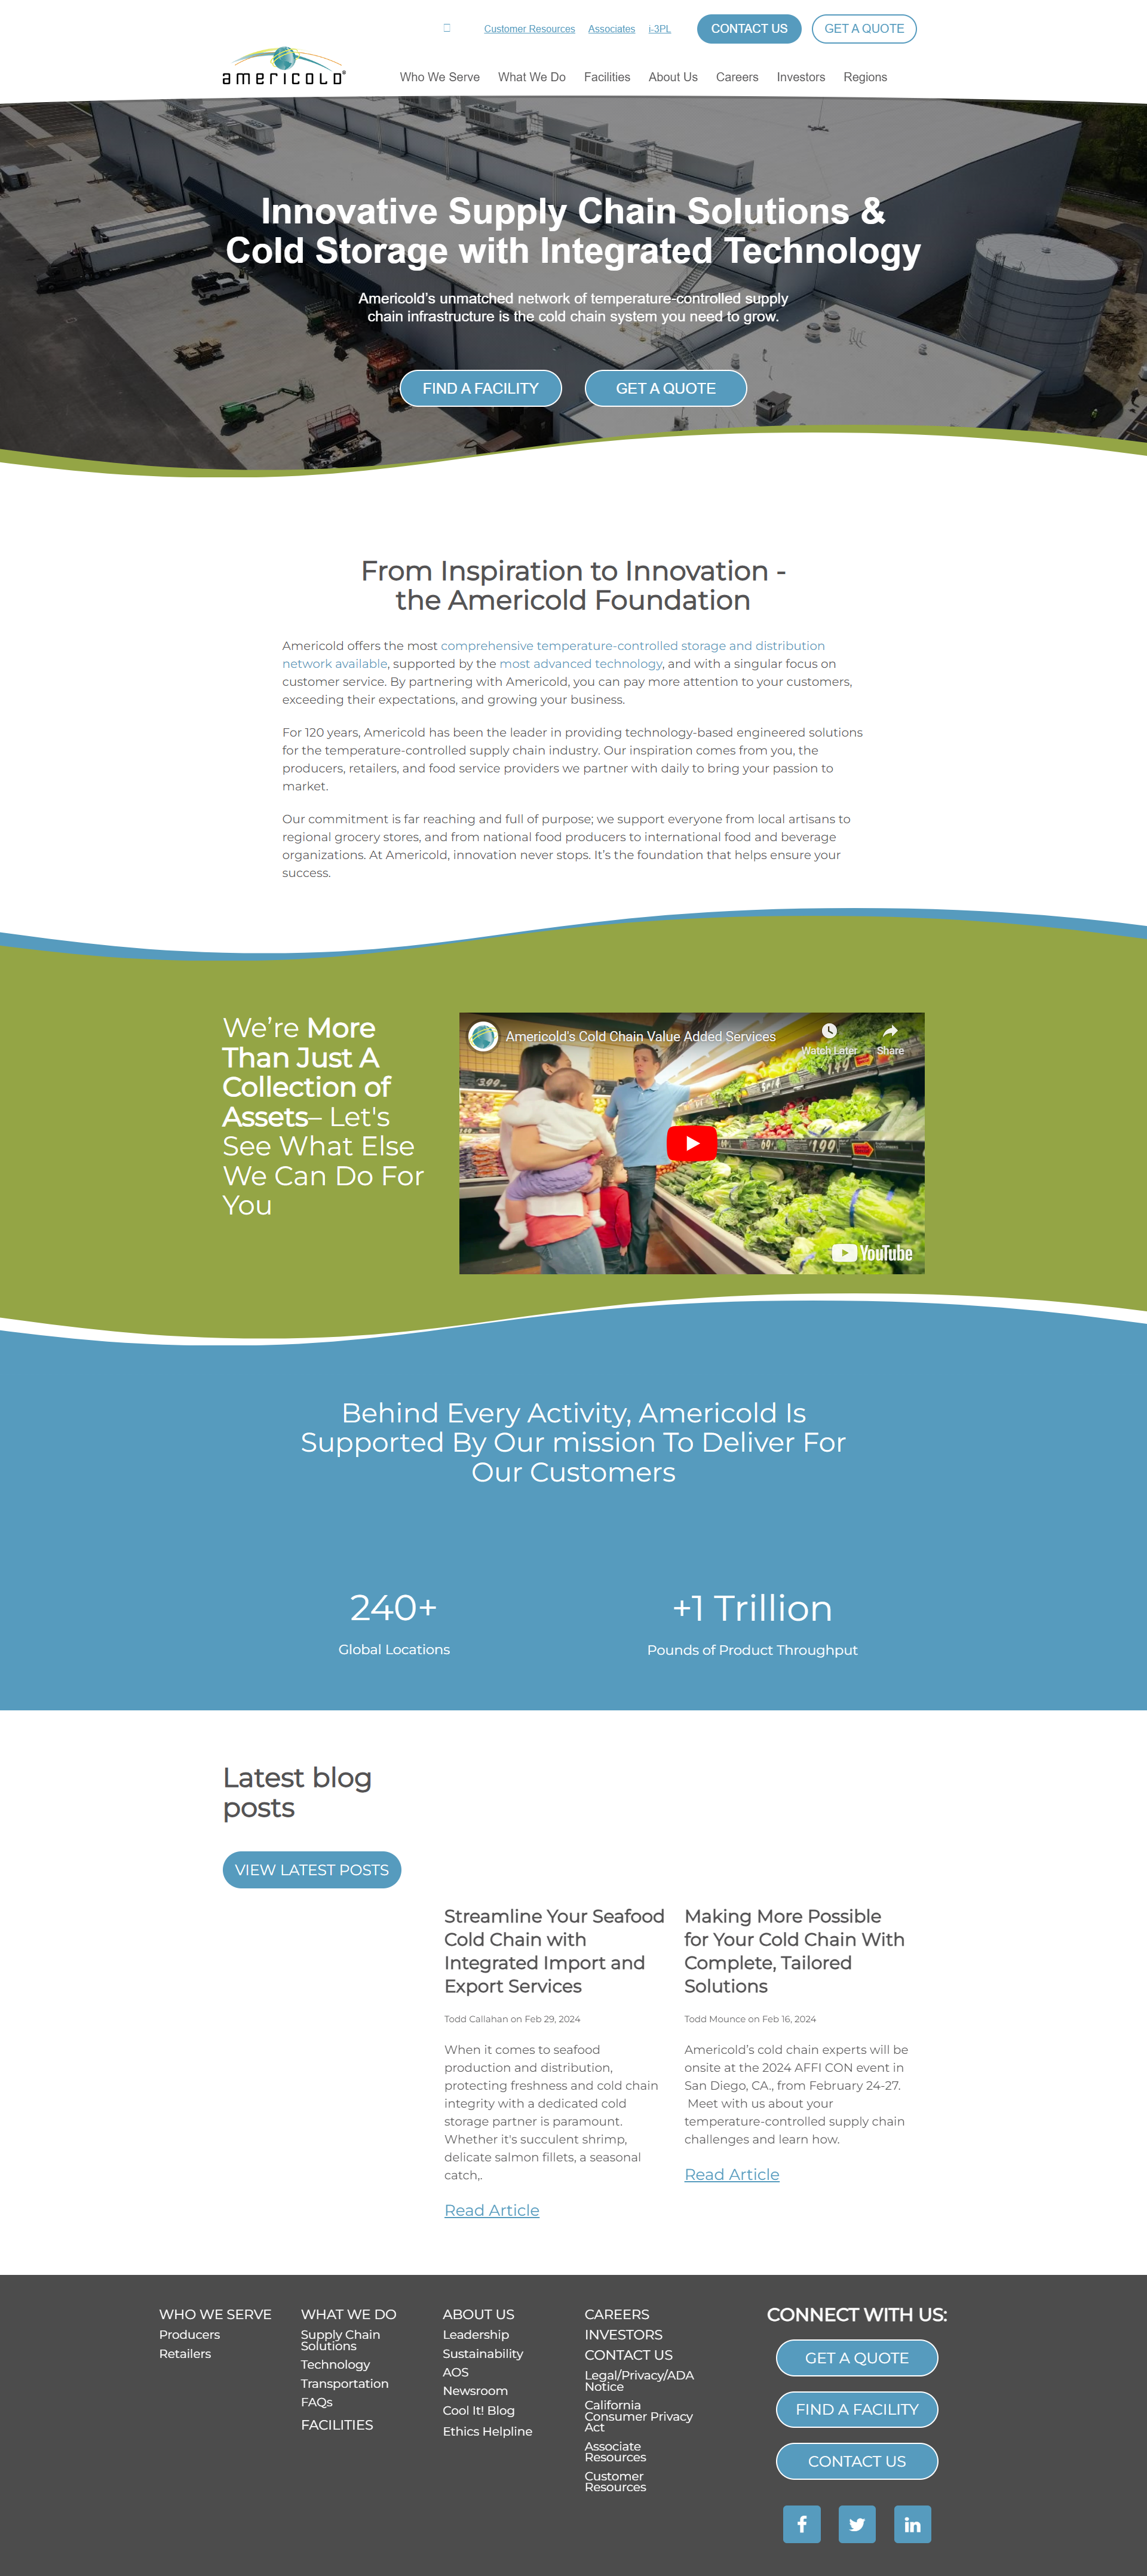 Customer Resources Associates i-3PL CONTACT US GET A QUOTE
americold®
Who We Serve What We Do Facilities About Us Careers Investors Regions
Innovative Supply Chain Solutions &
Cold Storage with Integrated Technology
Americold's unmatched network of temperature-controlled supply
chain infrastructure is the cold chain system you need to grow.
FIND A FACILITY GET A QUOTE
From Inspiration to Innovation -
the Americold Foundation
Americold offers the most comprehensive temperature-controlled storage and distribution
network available, supported by the most advanced technology, and with a singular focus on
customer service. By partnering with Americold, you can pay more attention to your customers,
exceeding their expectations, and growing your business.
For 120 years, Americold has been the leader in providing technology-based engineered solutions
for the temperature-controlled supply chain industry. Our inspiration comes from you, the
producers, retailers, and food service providers we partner with daily to bring your passion to
market.
Our commitment is far reaching and full of purpose; we support everyone from local artisans to
regional grocery stores, and from national food producers to international food and beverage
organizations. At Americold, innovation never stops. It's the foundation that helps ensure your
success.
We're More
Than Just A
Collection of
Assets– Let's
See What Else
We Can Do For
You
Americold's Cold Chain Value Added Services
Watch Later Share
YouTube
Behind Every Activity, Americold Is
Supported By Our mission To Deliver For
Our Customers
240+
Global Locations
+1 Trillion
Pounds of Product Throughput
Latest blog
posts
VIEW LATEST POSTS
Streamline Your Seafood
Cold Chain with
Integrated Import and
Export Services
Todd Callahan on Feb 29, 2024
When it comes to seafood
production and distribution,
protecting freshness and cold chain
integrity with a dedicated cold
storage partner is paramount.
Whether it's succulent shrimp,
delicate salmon fillets, a seasonal
catch,.
Read Article
Making More Possible
for Your Cold Chain With
Complete, Tailored
Solutions
Todd Mounce on Feb 16, 2024
Americold's cold chain experts will be
onsite at the 2024 AFFI CON event in
San Diego, CA., from February 24-27.
Meet with us about your
temperature-controlled supply chain
challenges and learn how.
Read Article
WHO WE SERVE
Producers
Retailers
WHAT WE DO
Supply Chain
Solutions
Technology
Transportation
FAQs
FACILITIES
ABOUT US
Leadership
Sustainability
AOS
Newsroom
Cool It! Blog
Ethics Helpline
CAREERS
INVESTORS
CONTACT US
Legal/Privacy/ADA
Notice
California
Consumer Privacy
Act
Associate
Resources
Customer
Resources
CONNECT WITH US:
GET A QUOTE
FIND A FACILITY
CONTACT US